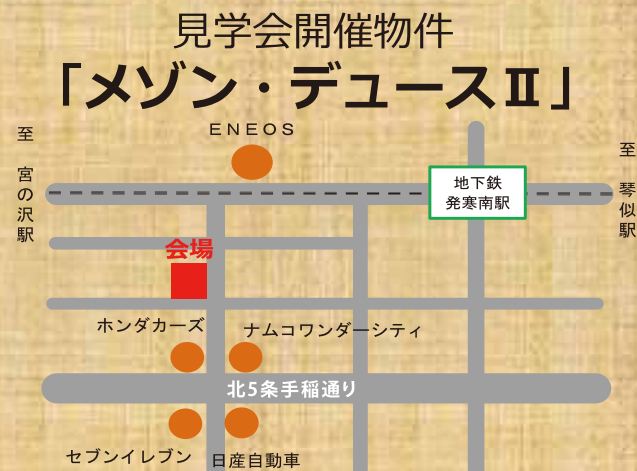 見学会開催物件
「メゾン・デュースⅡ」
ENEOS
至 宮の沢駅
至 琴似駅
地下鉄
発寒南駅
会場
ホンダカーズ
ナムコワンダーシティ
北5条手稲通り
セブンイレブン
日産自動車